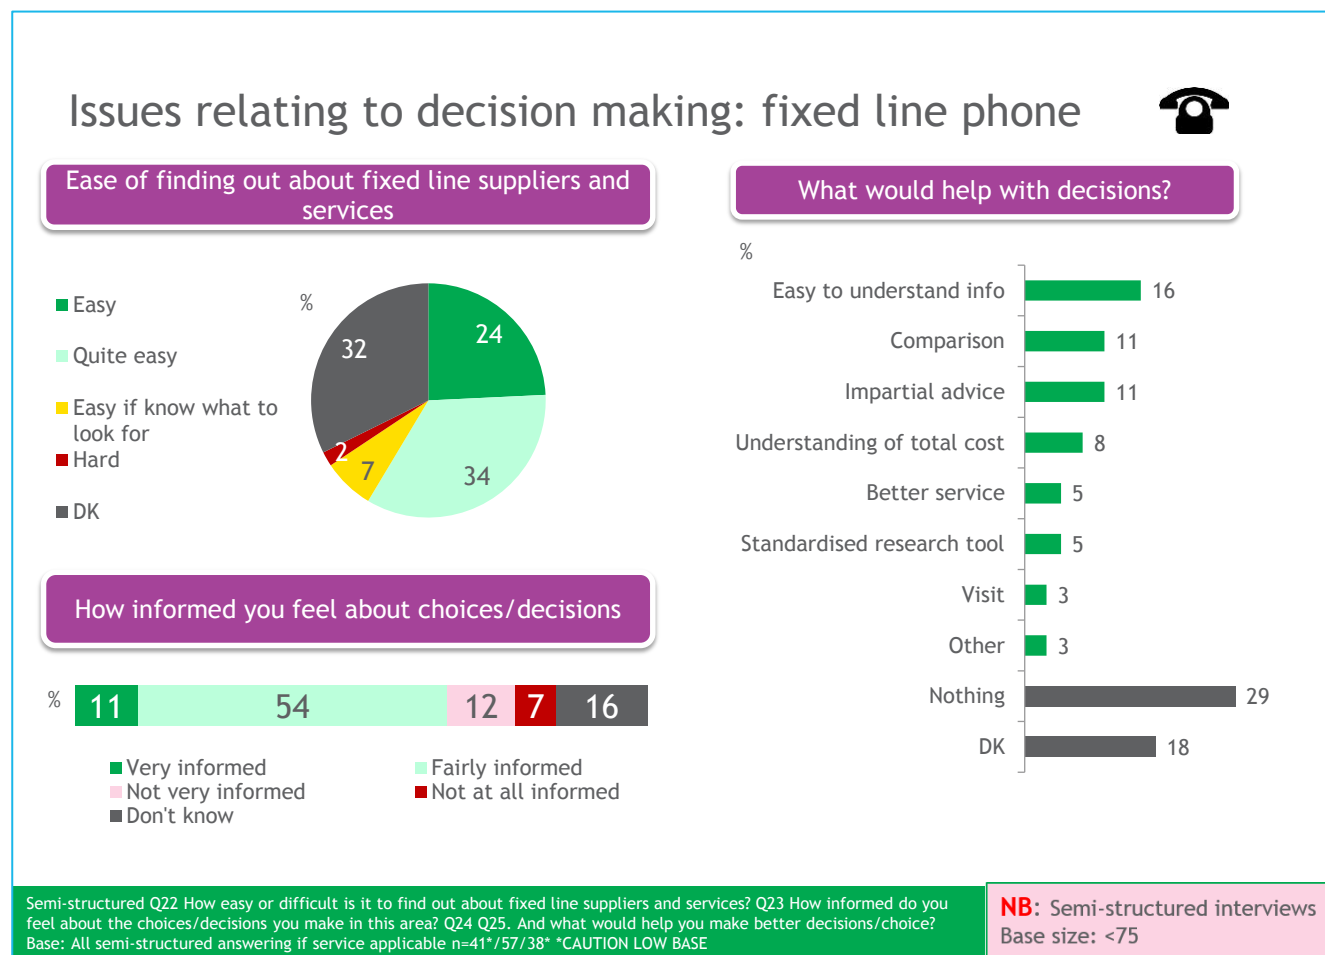 Issues relating to decision making: fixed line phone
Ease of finding out about fixed line suppliers and
services
%
Easy
Quite easy
Easy if know what to
look for
Hard
DK
24
34
7
2
32
How informed you feel about choices/decisions
%
11
54
12
7
16
Very informed
Fairly informed
Not very informed
Not at all informed
Don't know
What would help with decisions?
%
Easy to understand info 16
Comparison 11
Impartial advice 11
Understanding of total cost 8
Better service 5
Standardised research tool 5
Visit 3
Other 3
Nothing 29
DK 18
Semi-structured Q22 How easy or difficult is it to find out about fixed line suppliers and services? Q23 How informed do you
feel about the choices/decisions you make in this area? Q24 Q25. And what would help you make better decisions/choice?
Base: All semi-structured answering if service applicable n=41*/57/38* *CAUTION LOW BASE
NB: Semi-structured interviews
Base size: <75